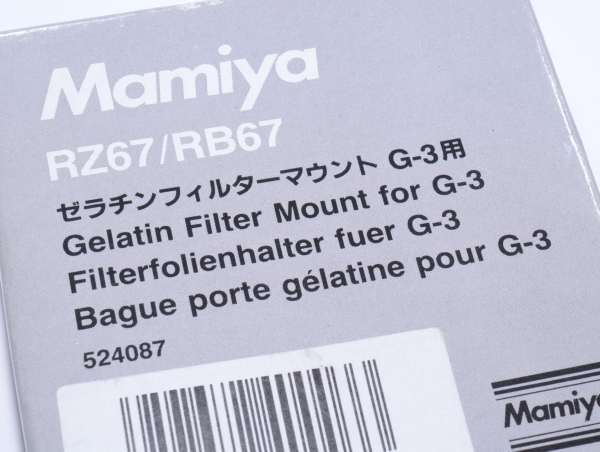 Mamiya
RZ67/RB67
ゼラチンフィルターマウント G-3用
Gelatin Filter Mount for G-3
Filterfolienhalter fuer G-3
Bague porte gélatine pour G-3
524087
Mamiya